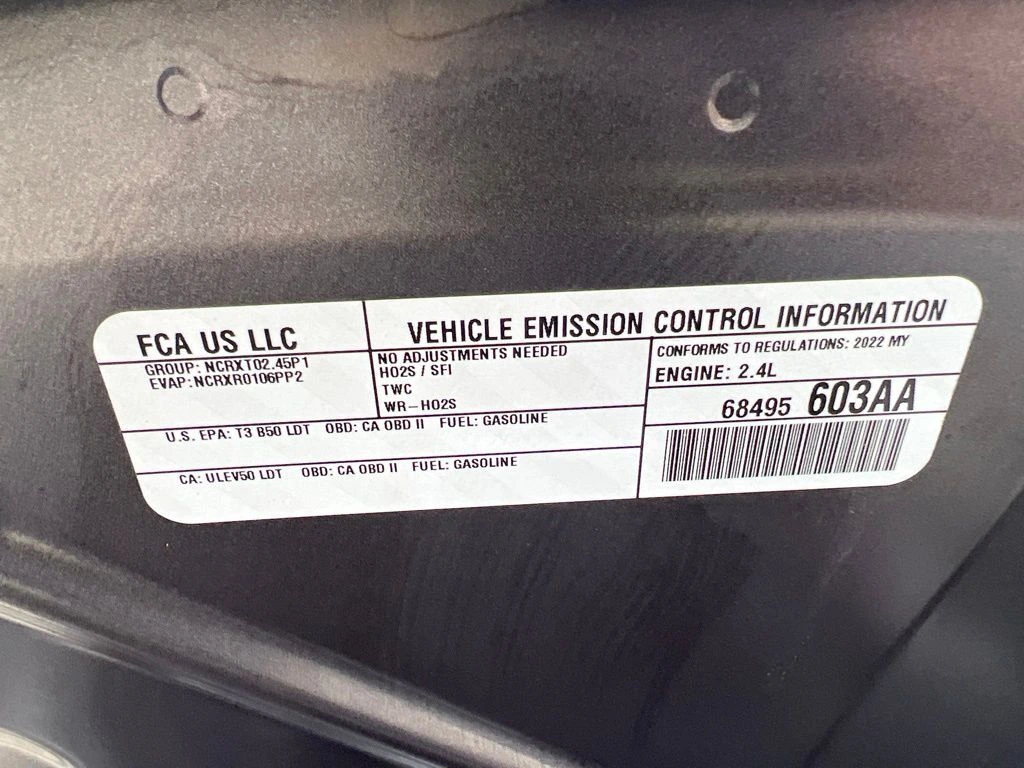 FCA US LLC
GROUP: NCRXT02.45P1
EVAP: NCRXR0106PP2
VEHICLE EMISSION CONTROL INFORMATION
NO ADJUSTMENTS NEEDED
HO2S / SFI
TWC
WR-HO2S
CONFORMS TO REGULATIONS: 2022 MY
ENGINE: 2.4L
68495 603AA
U.S. EPA: T3 B50 LDT OBD: CA OBD II FUEL: GASOLINE
CA: ULEV50 LDT OBD: CA OBD II FUEL: GASOLINE